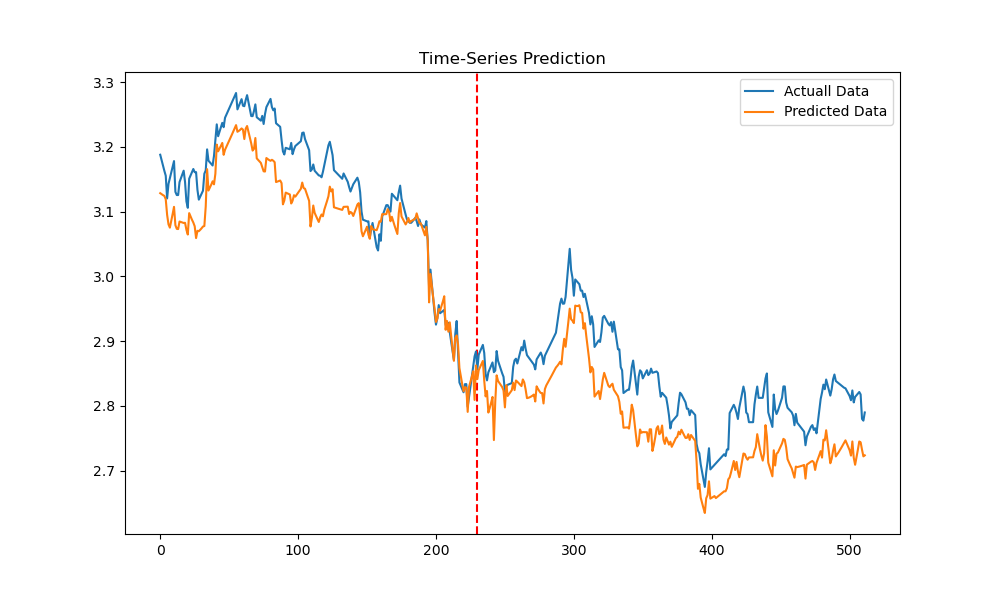 Time-Series Prediction
Actuall Data
Predicted Data
3.3
3.2
3.1
3.0
2.9
2.8
2.7
0 100 200 300 400 500